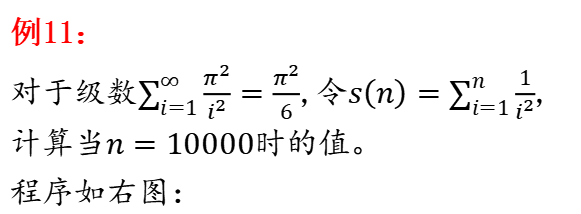 例11：
对于级数∑_{i=1}^{∞} π²/i² = π²/6, 令s(n) = ∑_{i=1}^{n} 1/i²,
计算当n = 10000时的值。
程序如右图：